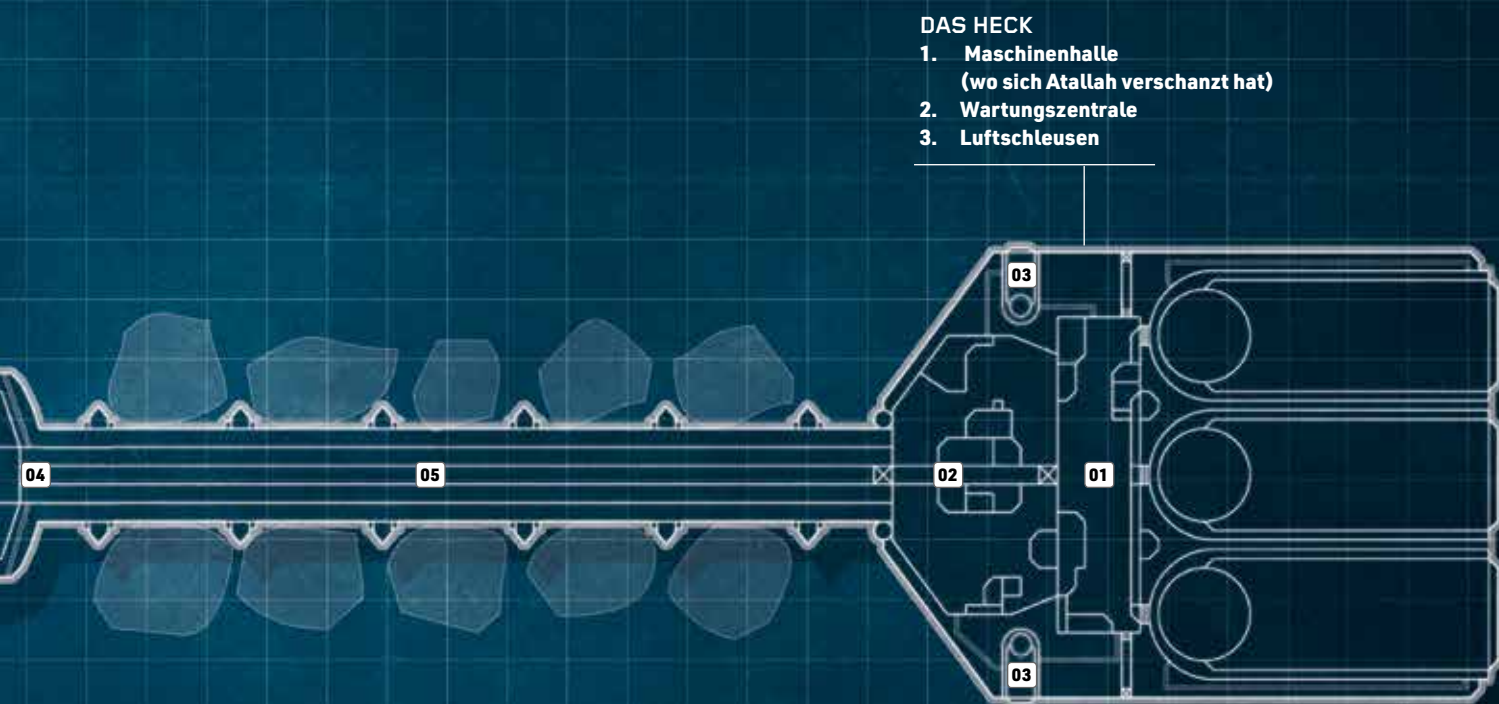 DAS HECK
1. Maschinenhalle
(wo sich Atallah verschanzt hat)
2. Wartungszentrale
3. Luftschleusen
03
04
05
02
01
03